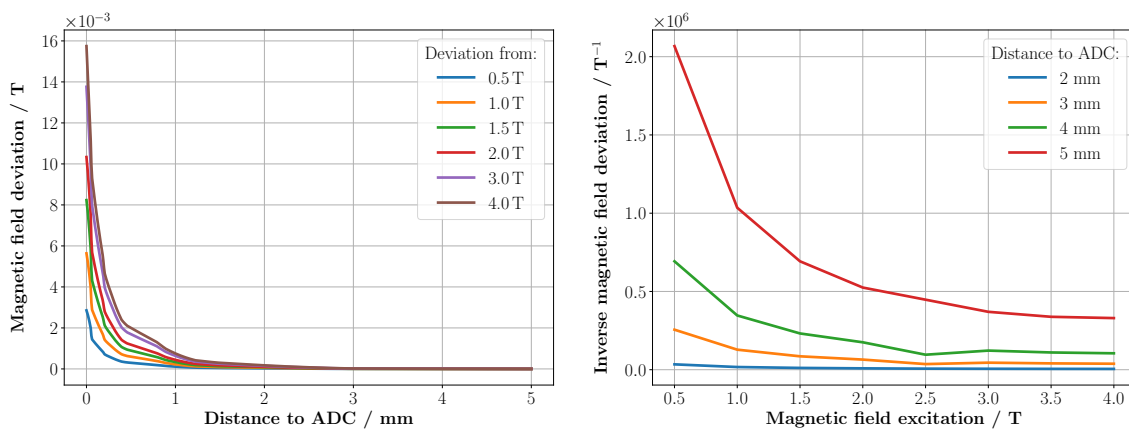 ×10⁻³
16
14
12
10
8
6
4
2
0
Magnetic field deviation / T
Deviation from:
0.5 T
1.0 T
1.5 T
2.0 T
3.0 T
4.0 T
0 1 2 3 4 5
Distance to ADC / mm
×10⁶
2.0
1.5
1.0
0.5
0.0
Inverse magnetic field deviation / T⁻¹
Distance to ADC:
2 mm
3 mm
4 mm
5 mm
0.5 1.0 1.5 2.0 2.5 3.0 3.5 4.0
Magnetic field excitation / T